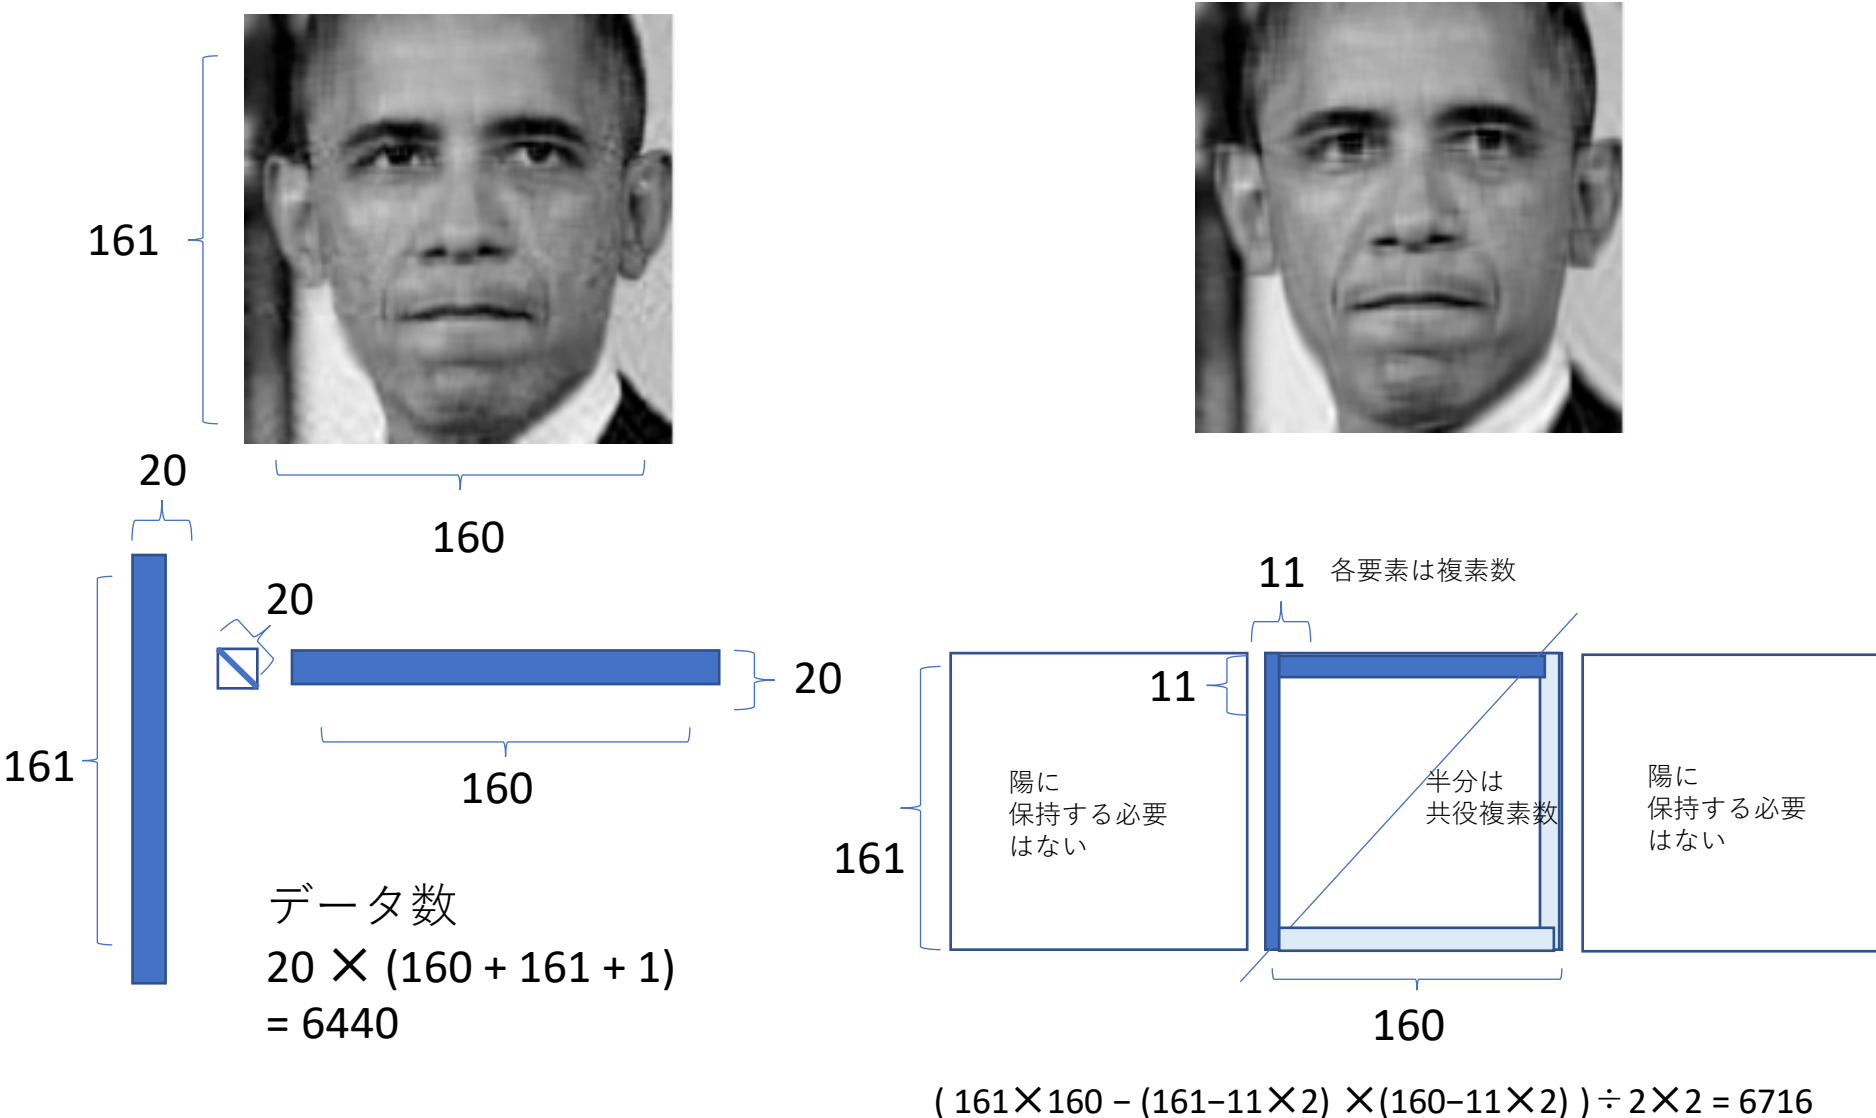 161
20
160
20
20
161
160
データ数
20 × (160 + 161 + 1)
= 6440
11
各要素は複素数
11
陽に
保持する必要
はない
半分は
共役複素数
陽に
保持する必要
はない
161
160
( 161×160 – (161–11×2) ×(160–11×2) ) ÷ 2×2 = 6716